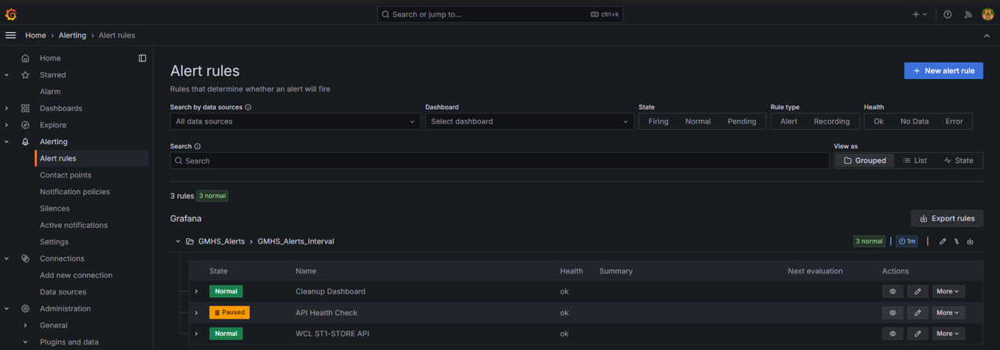 Search or jump to...
ctrl+k
Home › Alerting › Alert rules
Home
Starred
Alarm
Dashboards
Explore
Alerting
Alert rules
Contact points
Notification policies
Silences
Active notifications
Settings
Connections
Add new connection
Data sources
Administration
General
Plugins and data
Alert rules
New alert rule
Rules that determine whether an alert will fire
Search by data sources
All data sources
Dashboard
Select dashboard
State
Firing Normal Pending
Rule type
Alert Recording
Health
Ok No Data Error
Search
Search
View as
Grouped List State
3 rules 3 normal
Grafana
Export rules
GMHS_Alerts › GMHS_Alerts_Interval
3 normal 1m
State Name Health Summary Next evaluation Actions
Normal Cleanup Dashboard ok More
Paused API Health Check ok More
Normal WCL ST1-STORE API ok More